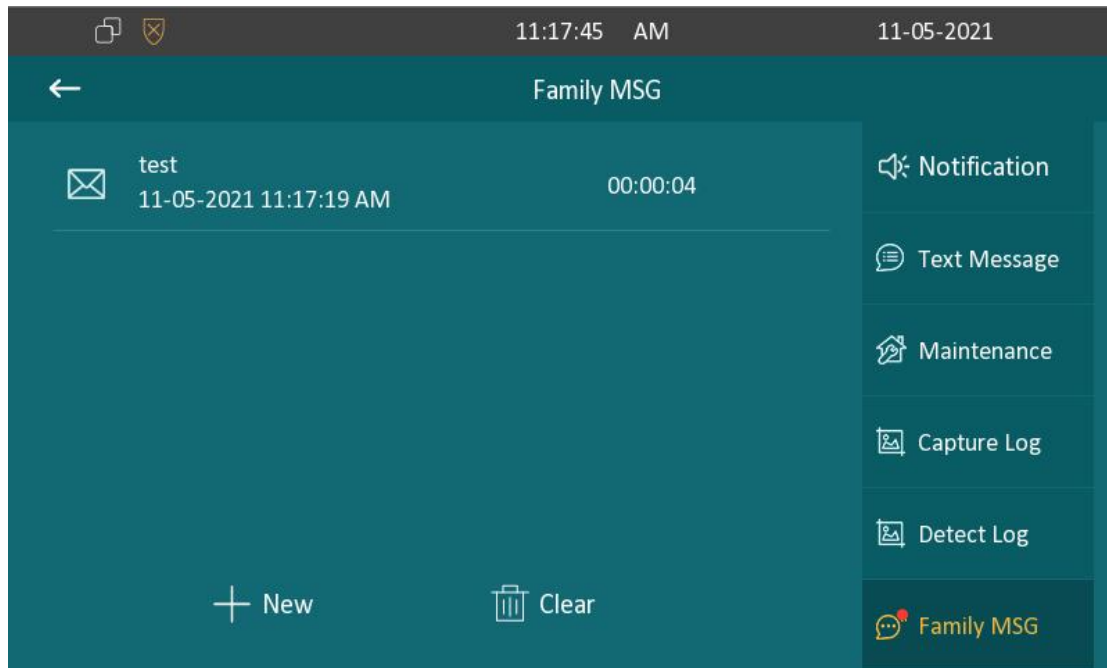 11:17:45 AM 11-05-2021
Family MSG
test
11-05-2021 11:17:19 AM
00:00:04
Notification
Text Message
Maintenance
Capture Log
Detect Log
Family MSG
New
Clear